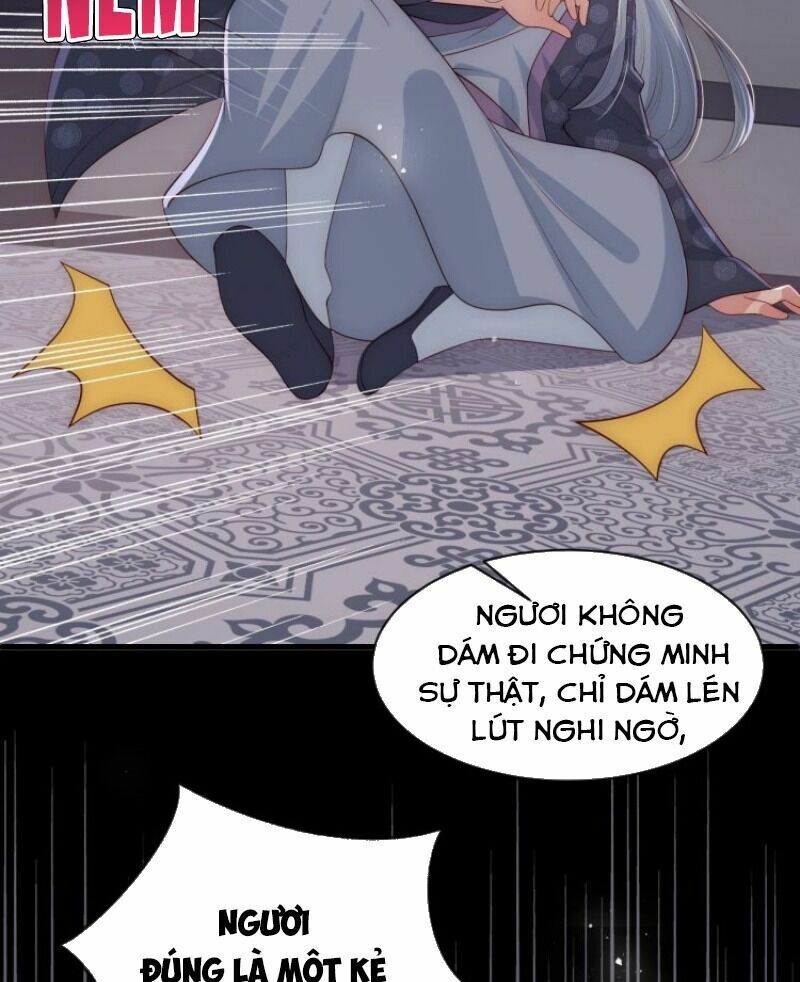 NÉM
NGƯƠI KHÔNG
DÁM ĐI CHỨNG MINH
SỰ THẬT, CHỈ DÁM LÉN
LÚT NGHI NGỜ,
NGƯƠI
ĐÚNG LÀ MỘT KẺ